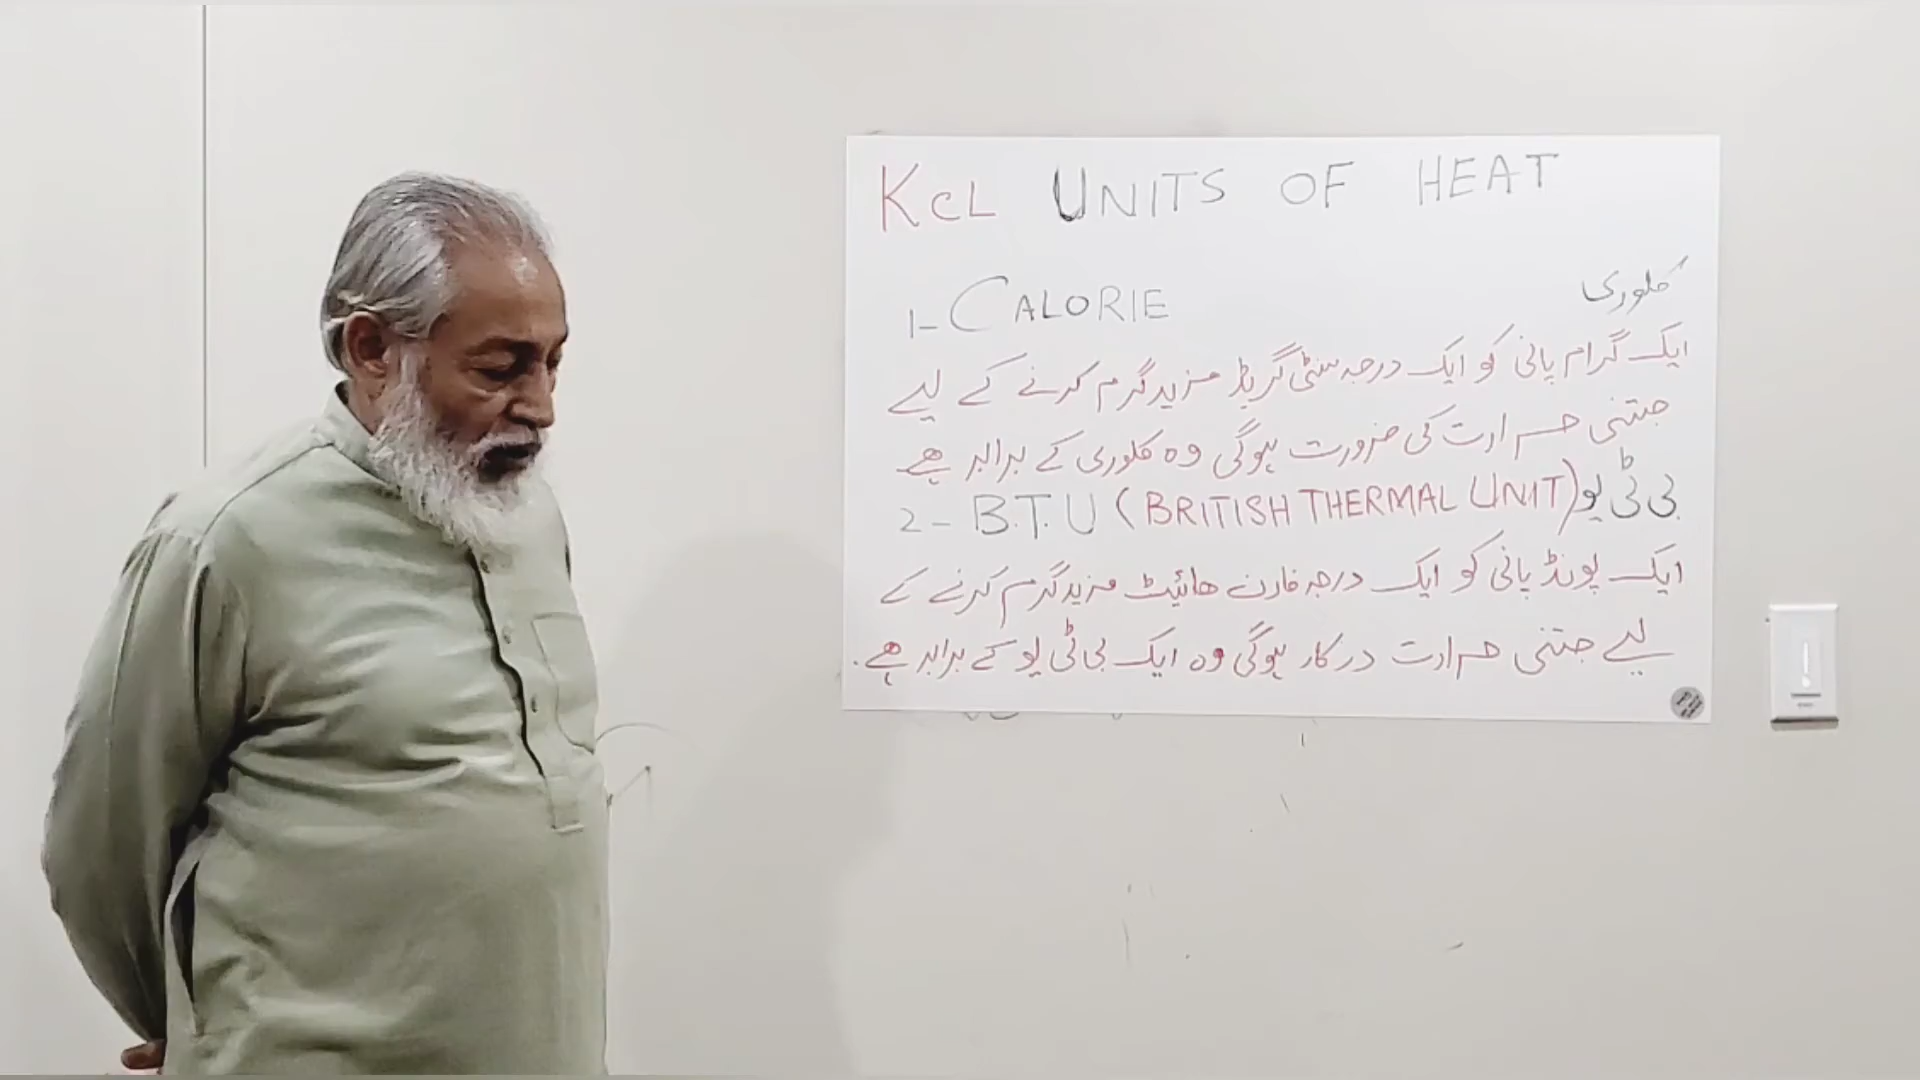 KCL UNITS OF HEAT
1- CALORIE کلوری
ایک گرام پانی کو ایک درجہ سنٹی گریڈ مزید گرم کرنے کے لیے
جتنی حرارت کی ضرورت ہوگی وہ کلوری کے برابر ہے
2- B.T.U (BRITISH THERMAL UNIT) بی ٹی یو
ایک پونڈ پانی کو ایک درجہ فارن ھائیٹ مزید گرم کرنے کے
لیے جتنی حرارت درکار ہوگی وہ ایک بی ٹی یو کے برابر ہے.